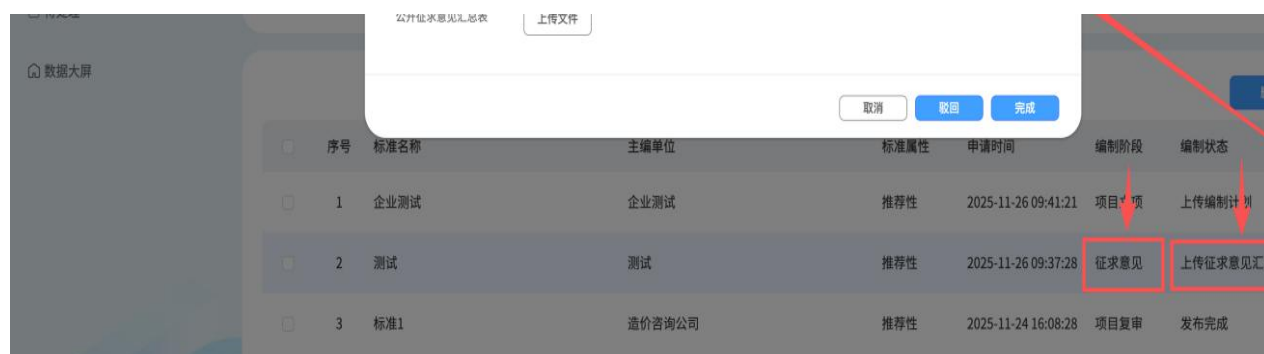 公开征求意见汇总表 上传文件
数据大屏
取消 驳回 完成
序号 标准名称 主编单位 标准属性 申请时间 编制阶段 编制状态
1 企业测试 企业测试 推荐性 2025-11-26 09:41:21 项目立项 上传编制计划
2 测试 测试 推荐性 2025-11-26 09:37:28 征求意见 上传征求意见汇
3 标准1 造价咨询公司 推荐性 2025-11-24 16:08:28 项目复审 发布完成